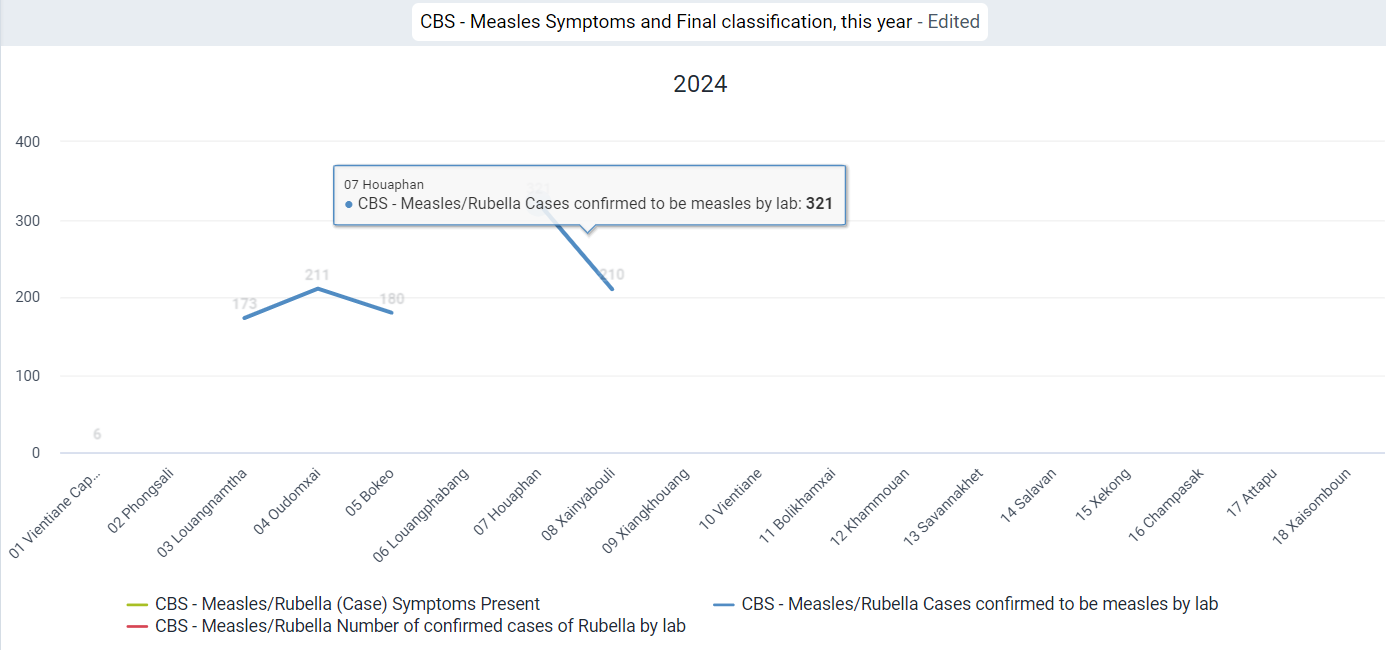 CBS - Measles Symptoms and Final classification, this year - Edited
2024
400
300
200
100
0
07 Houaphan
CBS - Measles/Rubella Cases confirmed to be measles by lab: 321
321
173
211
180
210
6
01 Vientiane Cap...
02 Phongsali
03 Louangnamtha
04 Oudomxai
05 Bokeo
06 Louangphabang
07 Houaphan
08 Xainyabouli
09 Xiangkhouang
10 Vientiane
11 Bolikhamxai
12 Khammouan
13 Savannakhet
14 Salavan
15 Xekong
16 Champasak
17 Attapu
18 Xaisomboun
CBS - Measles/Rubella (Case) Symptoms Present
CBS - Measles/Rubella Cases confirmed to be measles by lab
CBS - Measles/Rubella Number of confirmed cases of Rubella by lab